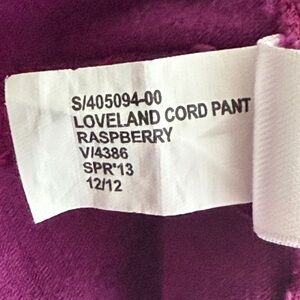 S/405094-00
LOVELAND CORD PANT
RASPBERRY
V/4386
SPR'13
12/12